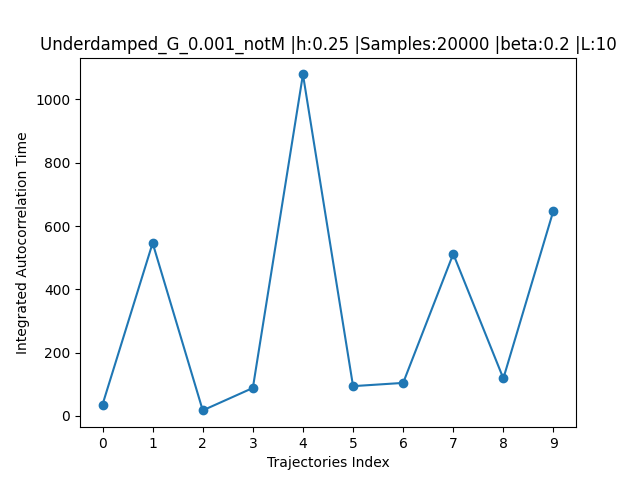 Underdamped_G_0.001_notM |h:0.25 |Samples:20000 |beta:0.2 |L:10
Integrated Autocorrelation Time
1000
800
600
400
200
0
0 1 2 3 4 5 6 7 8 9
Trajectories Index